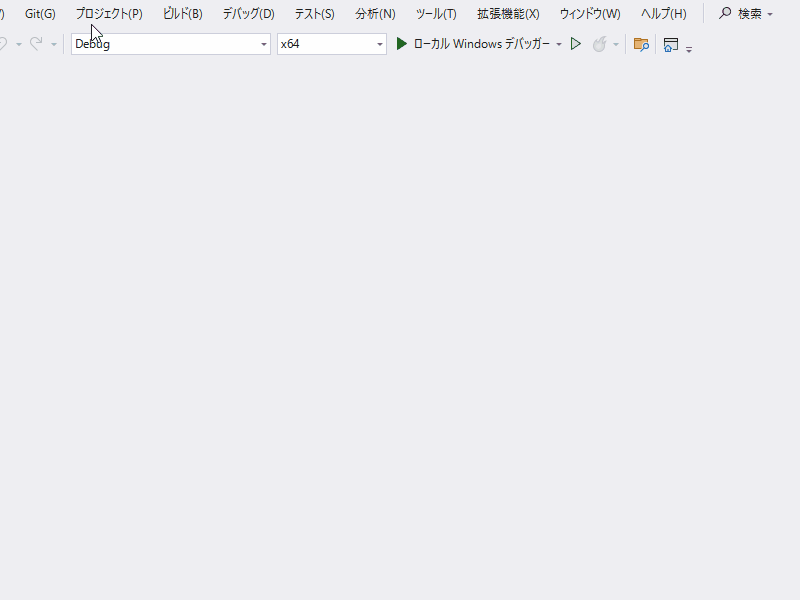 ) Git(G) プロジェクト(P) ビルド(B) デバッグ(D) テスト(S) 分析(N) ツール(T) 拡張機能(X) ウィンドウ(W) ヘルプ(H) 検索
Debug x64 ローカル Windows デバッガー